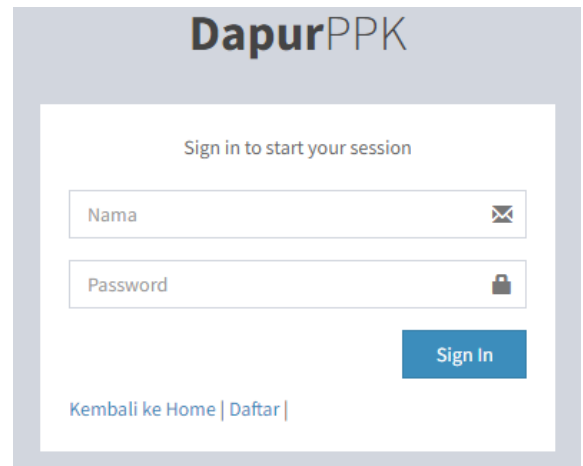 DapurPPK
Sign in to start your session
Nama
Password
Sign In
Kembali ke Home | Daftar |